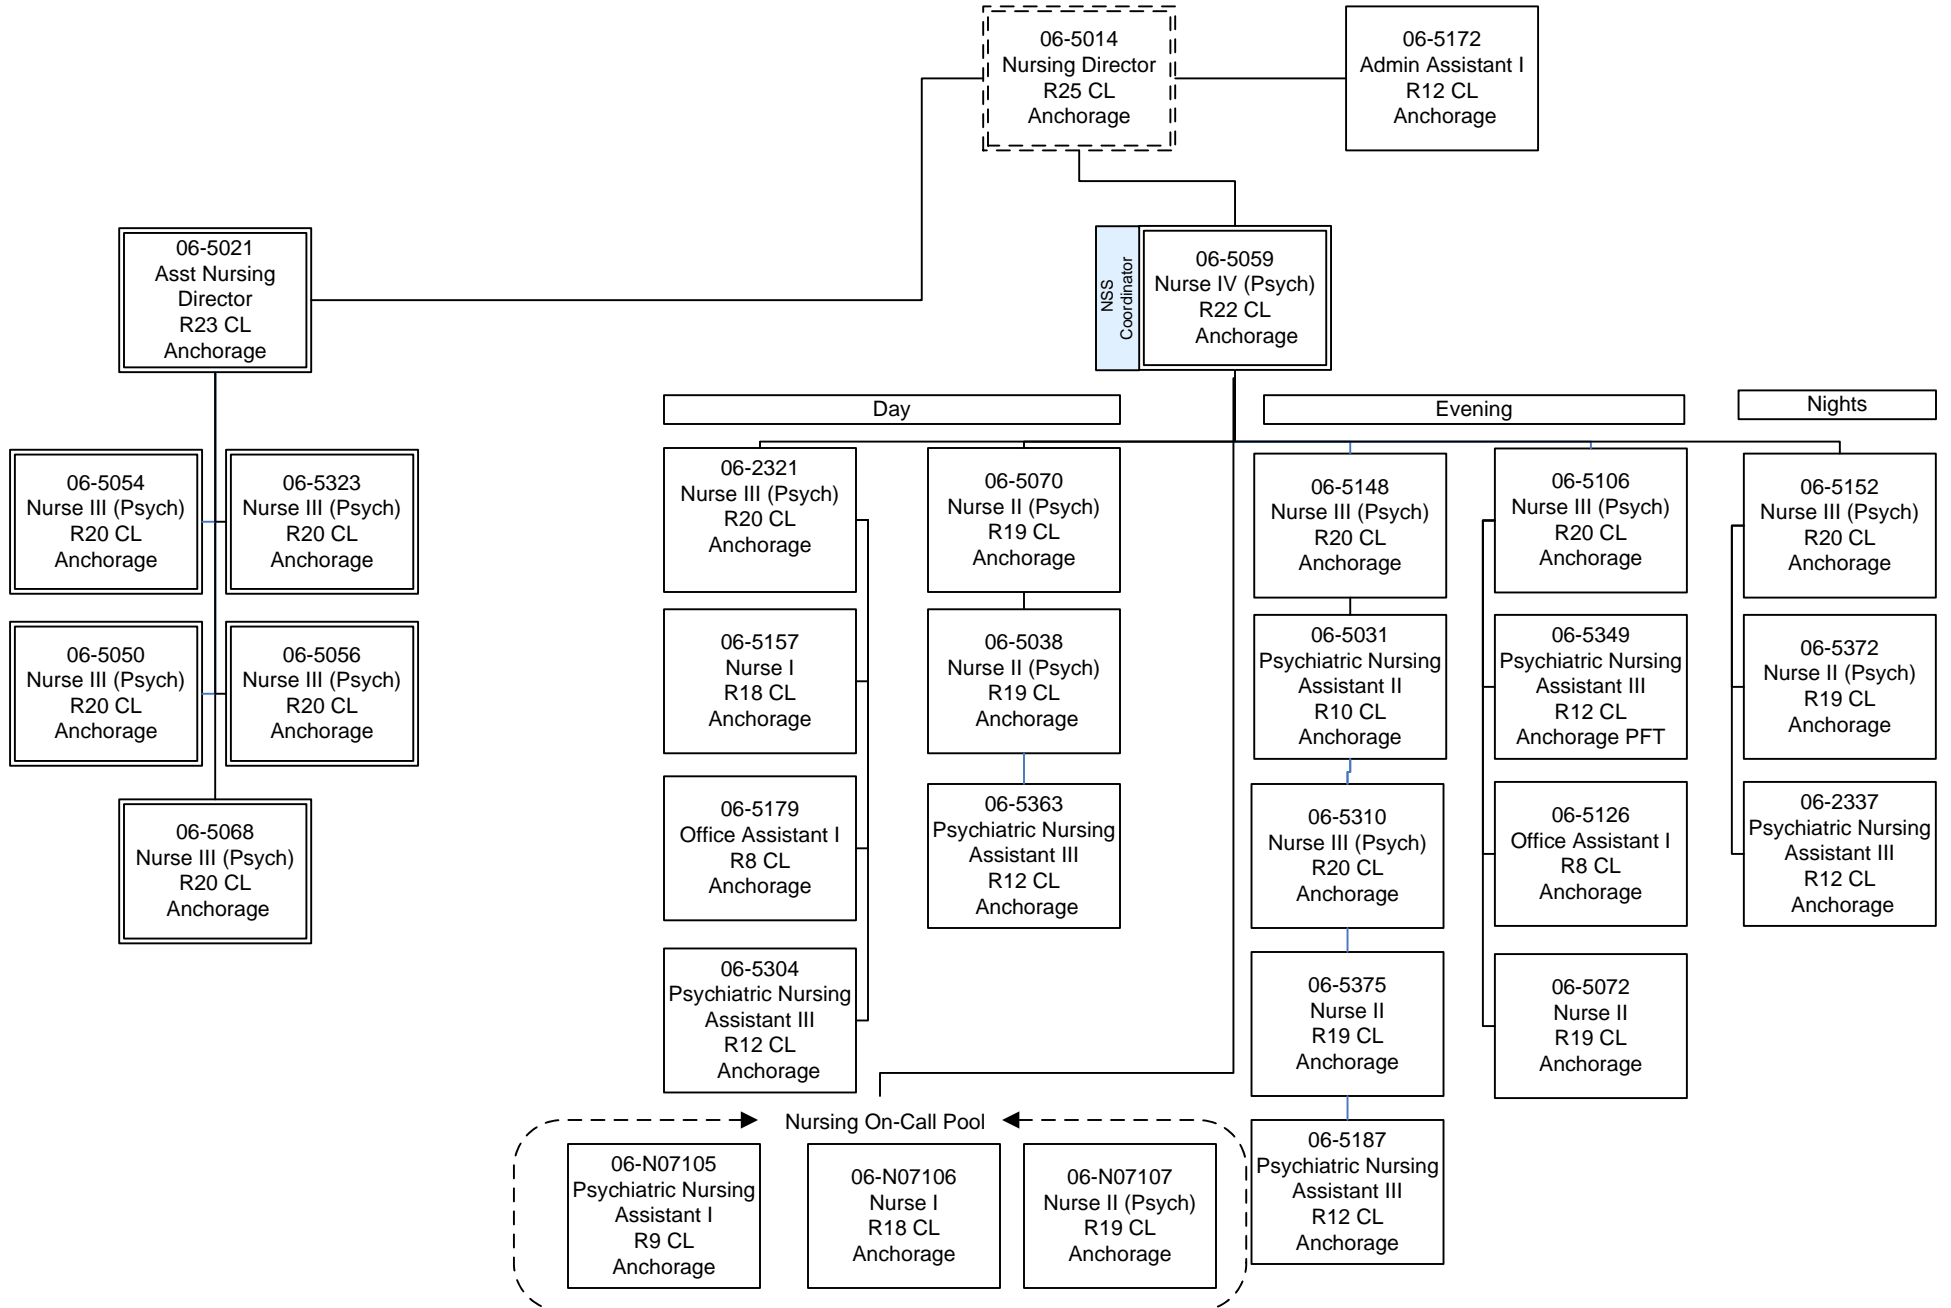 06-5014
Nursing Director
R25 CL
Anchorage
06-5172
Admin Assistant I
R12 CL
Anchorage
06-5021
Asst Nursing
Director
R23 CL
Anchorage
NSS
Coordinator
06-5059
Nurse IV (Psych)
R22 CL
Anchorage
06-5054
Nurse III (Psych)
R20 CL
Anchorage
06-5323
Nurse III (Psych)
R20 CL
Anchorage
06-5050
Nurse III (Psych)
R20 CL
Anchorage
06-5056
Nurse III (Psych)
R20 CL
Anchorage
06-5068
Nurse III (Psych)
R20 CL
Anchorage
Day
06-2321
Nurse III (Psych)
R20 CL
Anchorage
06-5157
Nurse I
R18 CL
Anchorage
06-5179
Office Assistant I
R8 CL
Anchorage
06-5304
Psychiatric Nursing
Assistant III
R12 CL
Anchorage
06-5070
Nurse II (Psych)
R19 CL
Anchorage
06-5038
Nurse II (Psych)
R19 CL
Anchorage
06-5363
Psychiatric Nursing
Assistant III
R12 CL
Anchorage
Evening
06-5148
Nurse III (Psych)
R20 CL
Anchorage
06-5031
Psychiatric Nursing
Assistant II
R10 CL
Anchorage
06-5310
Nurse III (Psych)
R20 CL
Anchorage
06-5375
Nurse II
R19 CL
Anchorage
06-5187
Psychiatric Nursing
Assistant III
R12 CL
Anchorage
06-5106
Nurse III (Psych)
R20 CL
Anchorage
06-5349
Psychiatric Nursing
Assistant III
R12 CL
Anchorage PFT
06-5126
Office Assistant I
R8 CL
Anchorage
06-5072
Nurse II
R19 CL
Anchorage
Nights
06-5152
Nurse III (Psych)
R20 CL
Anchorage
06-5372
Nurse II (Psych)
R19 CL
Anchorage
06-2337
Psychiatric Nursing
Assistant III
R12 CL
Anchorage
Nursing On-Call Pool
06-N07105
Psychiatric Nursing
Assistant I
R9 CL
Anchorage
06-N07106
Nurse I
R18 CL
Anchorage
06-N07107
Nurse II (Psych)
R19 CL
Anchorage